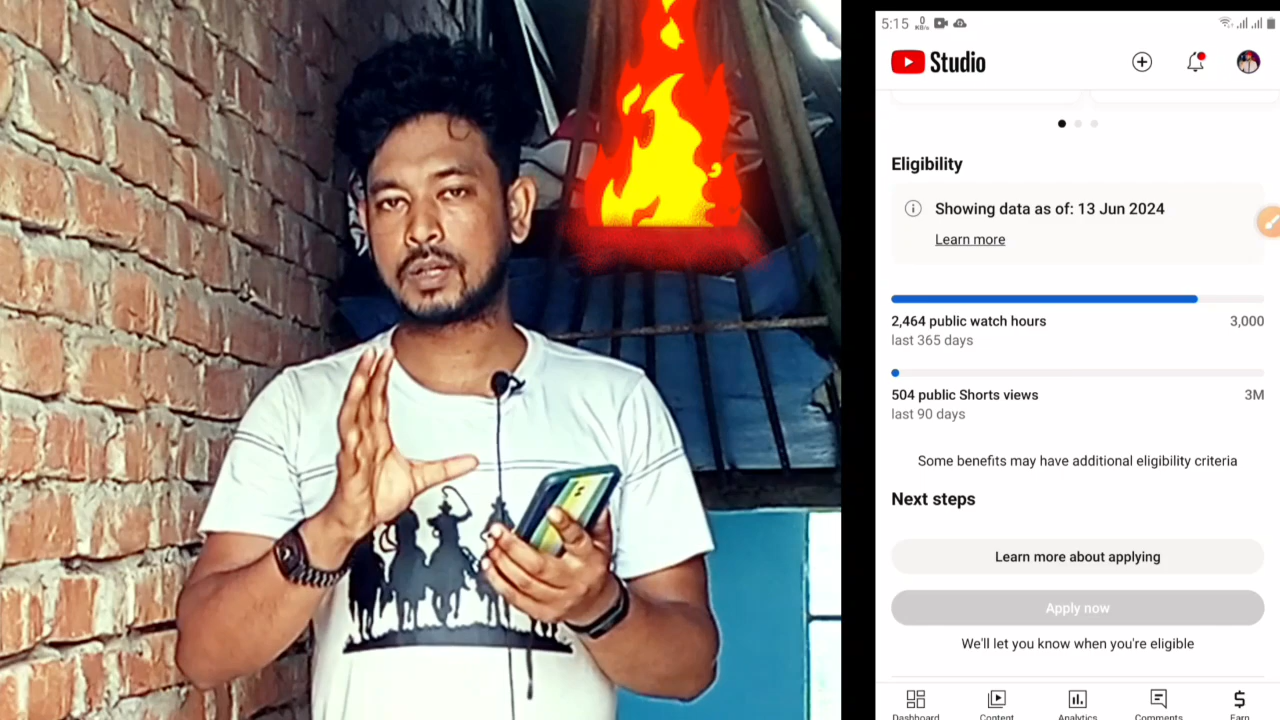 5:15 0 KB/s
Studio
Eligibility
Showing data as of: 13 Jun 2024
Learn more
2,464 public watch hours 3,000
last 365 days
504 public Shorts views 3M
last 90 days
Some benefits may have additional eligibility criteria
Next steps
Learn more about applying
Apply now
We'll let you know when you're eligible
Dashboard Content Analytics Comments Earn